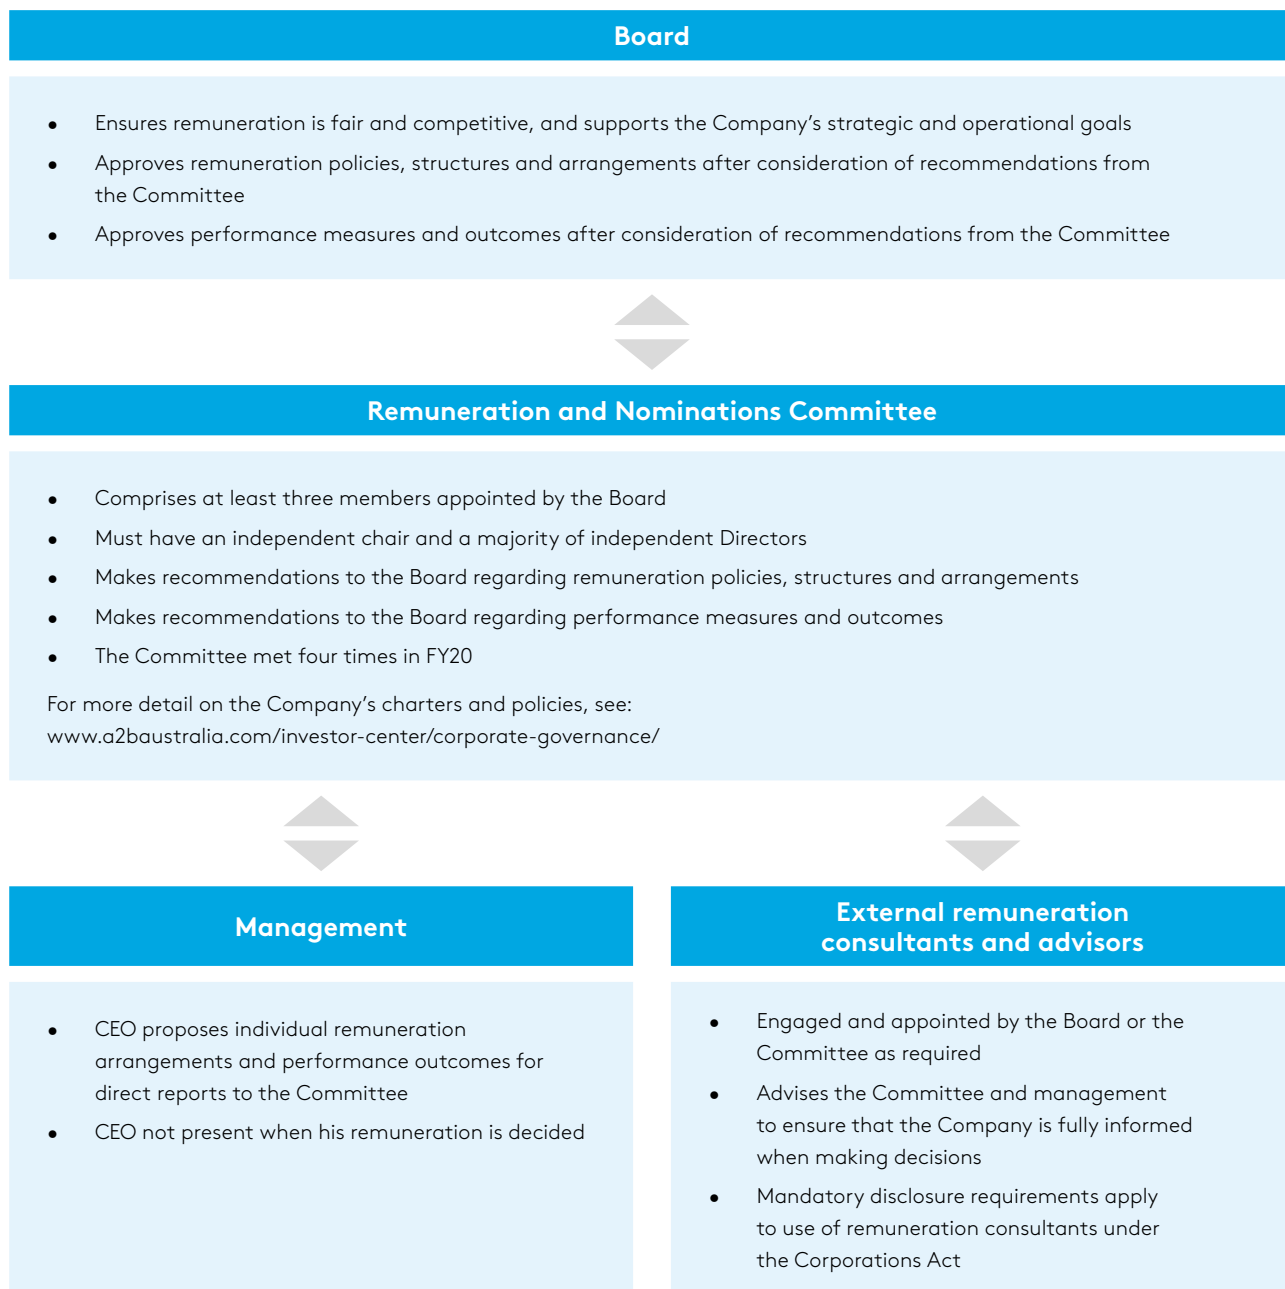 Board
• Ensures remuneration is fair and competitive, and supports the Company’s strategic and operational goals
• Approves remuneration policies, structures and arrangements after consideration of recommendations from
the Committee
• Approves performance measures and outcomes after consideration of recommendations from the Committee
Remuneration and Nominations Committee
• Comprises at least three members appointed by the Board
• Must have an independent chair and a majority of independent Directors
• Makes recommendations to the Board regarding remuneration policies, structures and arrangements
• Makes recommendations to the Board regarding performance measures and outcomes
• The Committee met four times in FY20
For more detail on the Company’s charters and policies, see:
www.a2baustralia.com/investor-center/corporate-governance/
Management
• CEO proposes individual remuneration
arrangements and performance outcomes for
direct reports to the Committee
• CEO not present when his remuneration is decided
External remuneration
consultants and advisors
• Engaged and appointed by the Board or the
Committee as required
• Advises the Committee and management
to ensure that the Company is fully informed
when making decisions
• Mandatory disclosure requirements apply
to use of remuneration consultants under
the Corporations Act